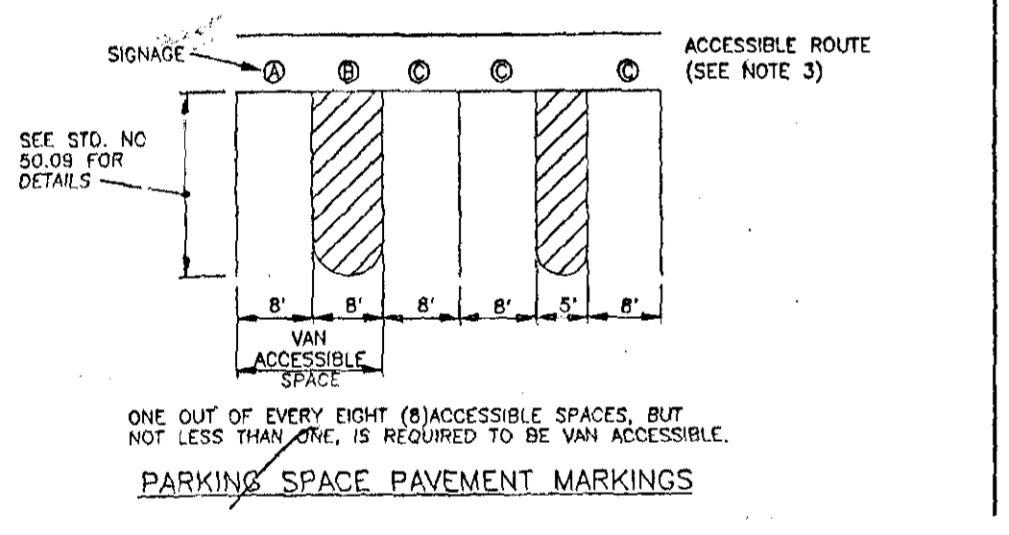 SIGNAGE
ACCESSIBLE ROUTE
(SEE NOTE 3)
A B C C C
SEE STD. NO
50.09 FOR
DETAILS
8' 8' 8' 8' 5' 8'
VAN
ACCESSIBLE
SPACE
ONE OUT OF EVERY EIGHT (8)ACCESSIBLE SPACES, BUT
NOT LESS THAN ONE, IS REQUIRED TO BE VAN ACCESSIBLE.
PARKING SPACE PAVEMENT MARKINGS